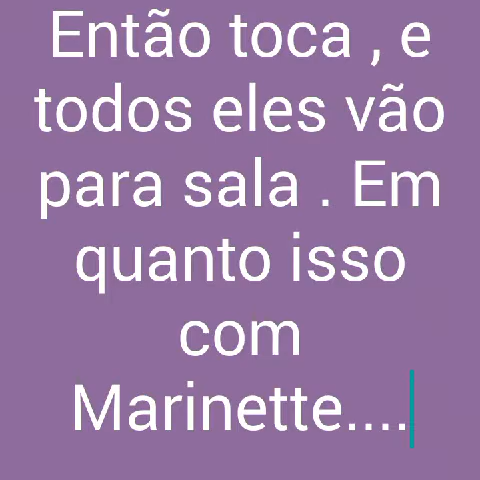 Então toca , e
todos eles vão
para sala . Em
quanto isso
com
Marinette....